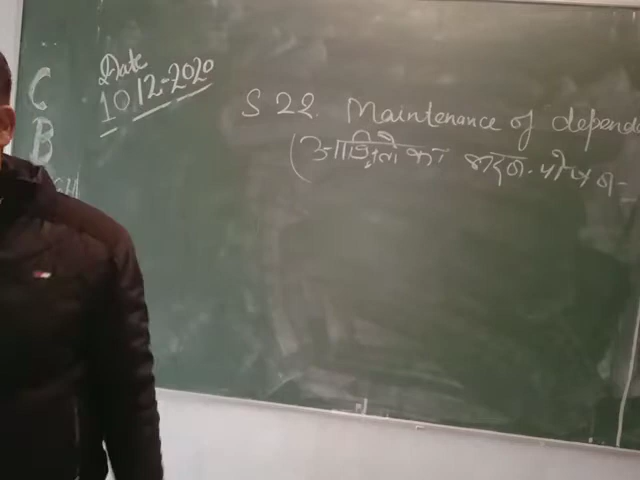 C
B
Date
10.12-2020
S 22. Maintenance of depende
(आश्रितों का भरण-पोषण-